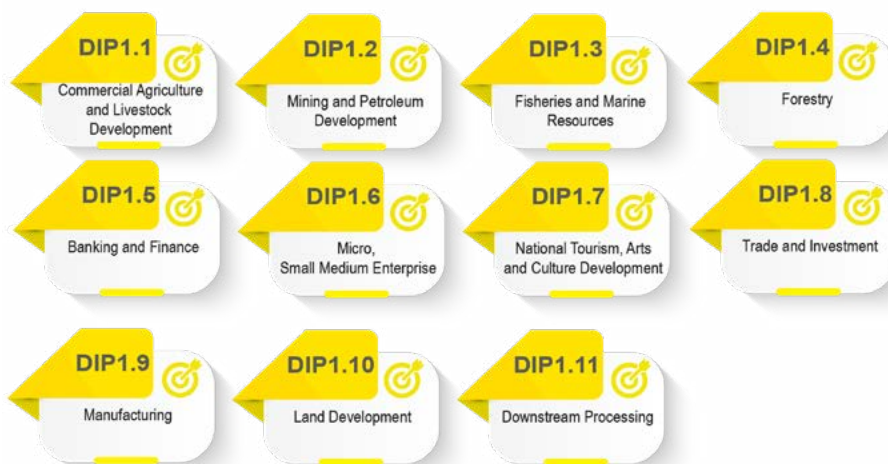 DIP1.1
Commercial Agriculture
and Livestock
Development
DIP1.2
Mining and Petroleum
Development
DIP1.3
Fisheries and Marine
Resources
DIP1.4
Forestry
DIP1.5
Banking and Finance
DIP1.6
Micro,
Small Medium Enterprise
DIP1.7
National Tourism, Arts
and Culture Development
DIP1.8
Trade and Investment
DIP1.9
Manufacturing
DIP1.10
Land Development
DIP1.11
Downstream Processing